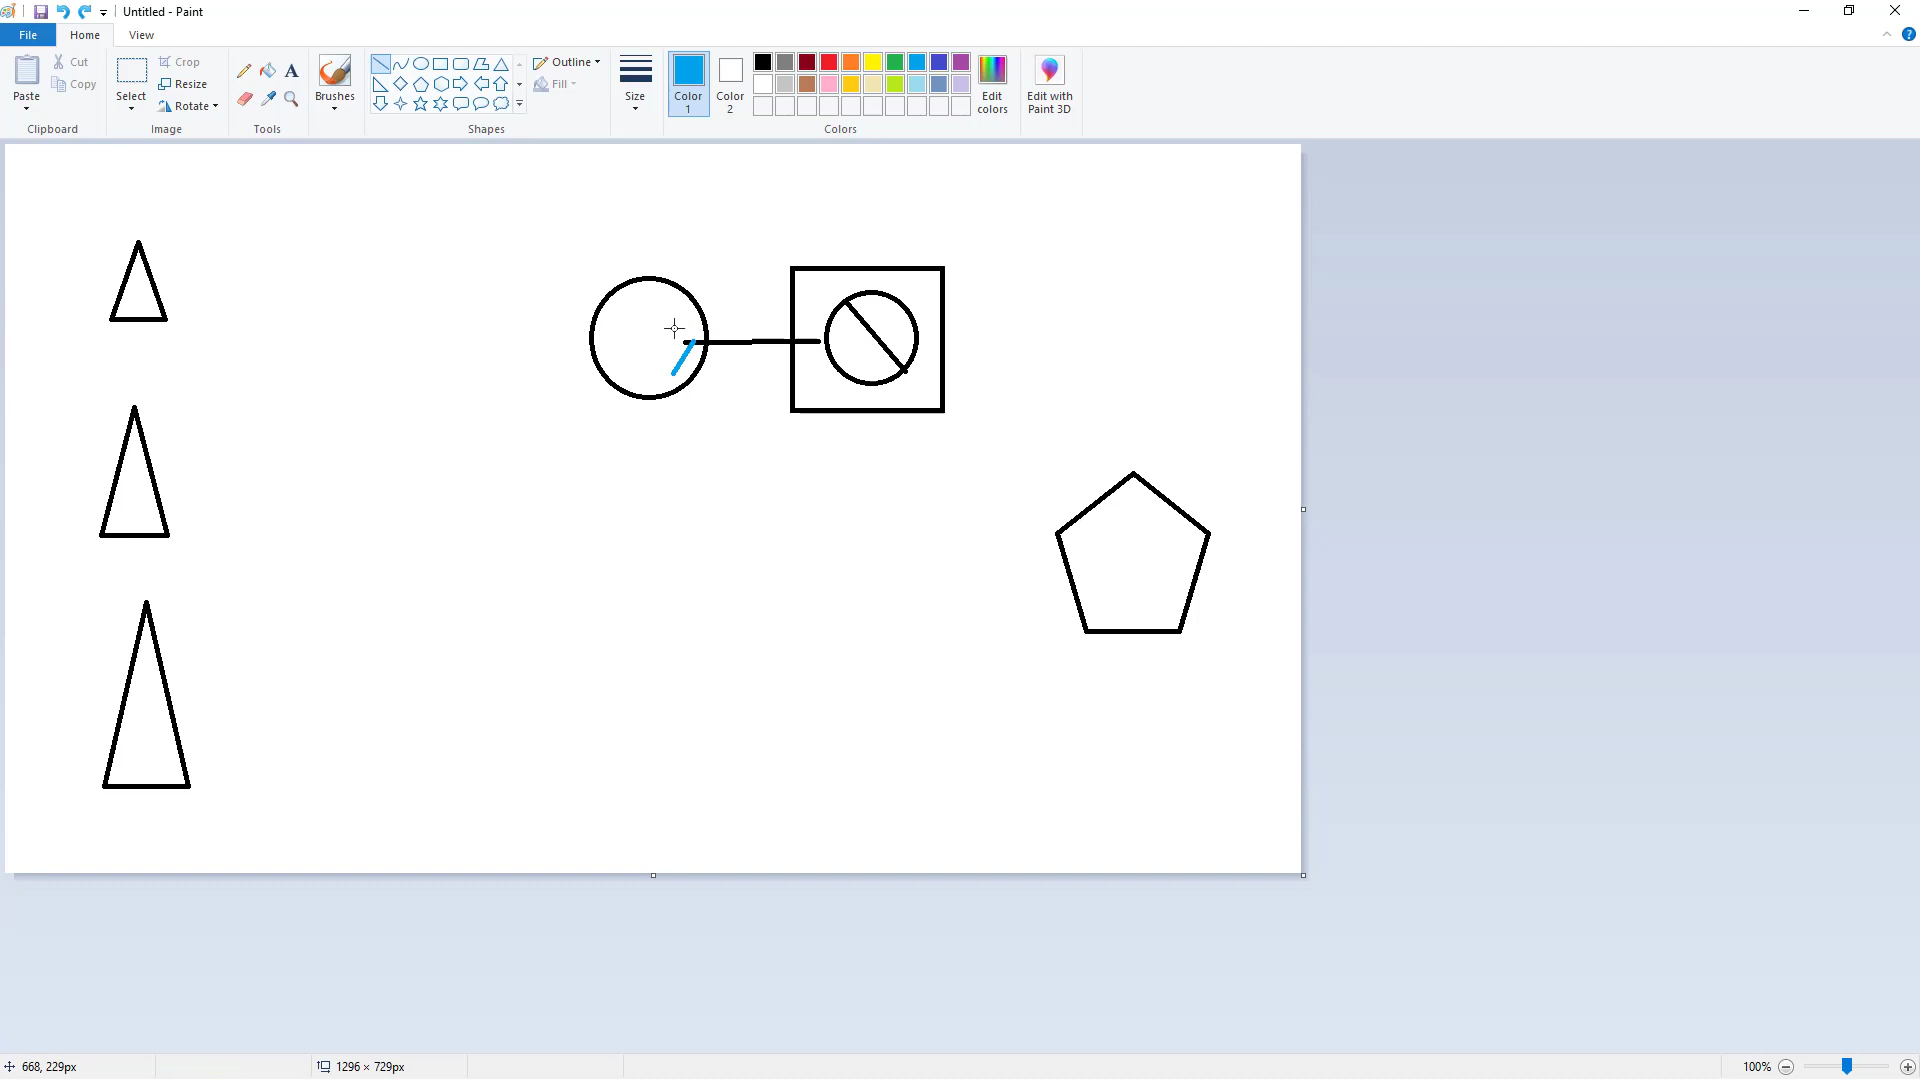 Untitled - Paint
File Home View
Paste
Cut
Copy
Clipboard
Select
Crop
Resize
Rotate
Image
A
Tools
Brushes
Shapes
Outline
Fill
Size
Color 1
Color 2
Edit colors
Colors
Edit with Paint 3D
?
668, 229px
1296 × 729px
100%